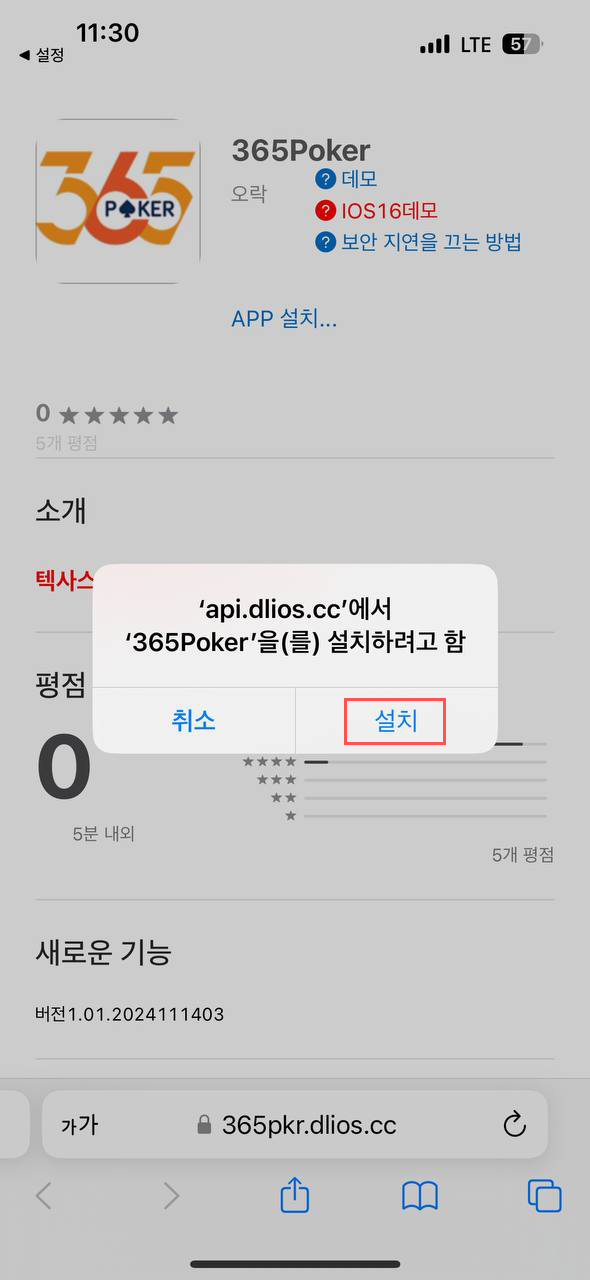 11:30
◀ 설정
LTE 57
365
POKER
365Poker
오락
? 데모
? IOS16데모
? 보안 지연을 끄는 방법
APP 설치...
0 ★★★★★
5개 평점
소개
텍사스
‘api.dlios.cc’에서
‘365Poker’을(를) 설치하려고 함
취소
설치
평점
0
★★★★
★★★
★★
★
5분 내외
5개 평점
새로운 기능
버전1.01.2024111403
가가
365pkr.dlios.cc